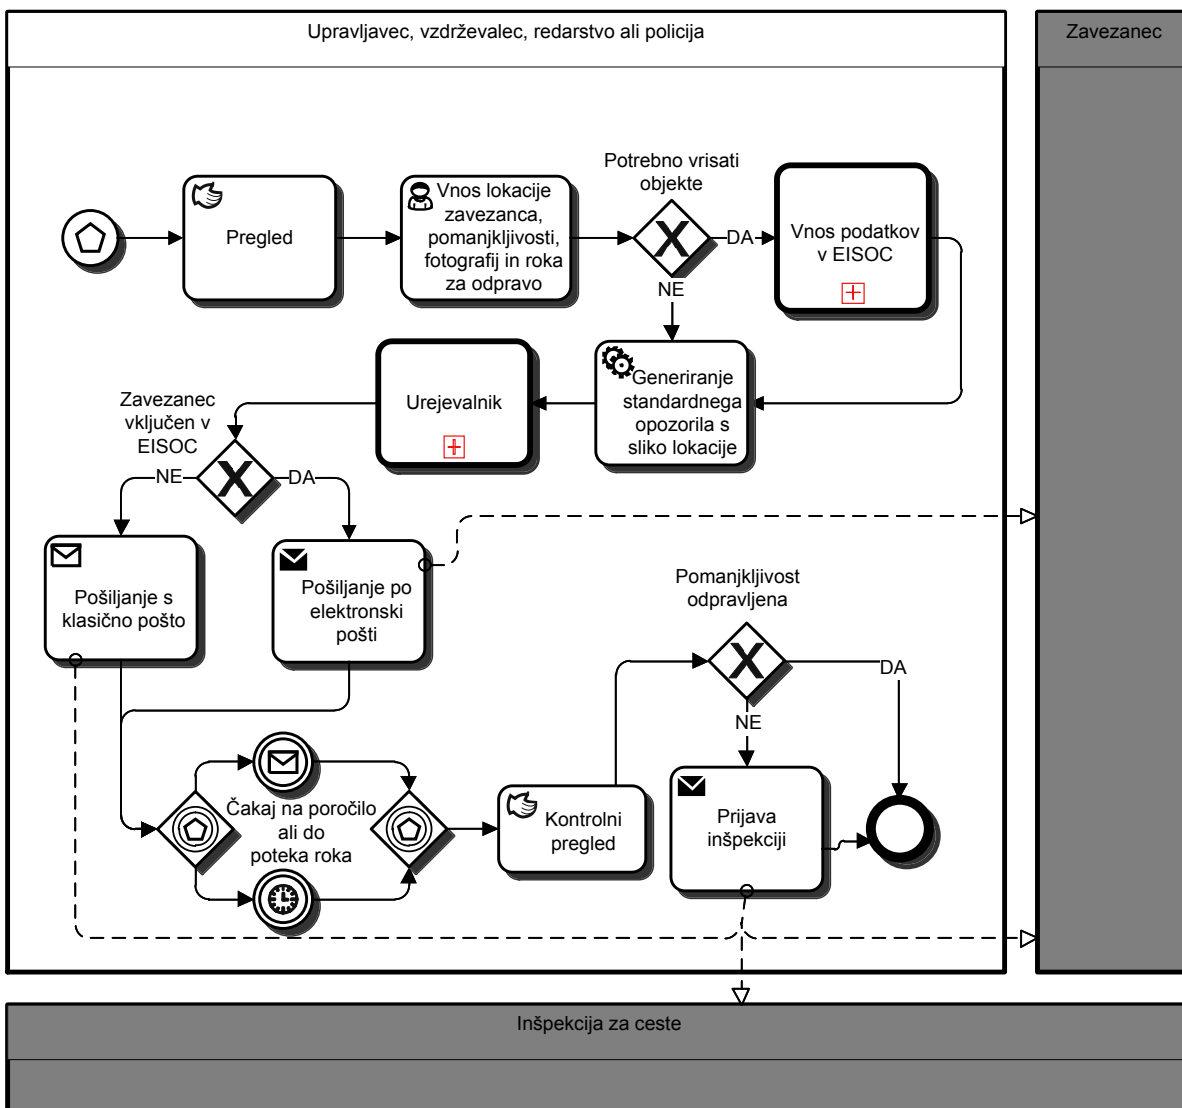 Upravljavec, vzdrževalec, redarstvo ali policija
Zavezanec
Pregled
Vnos lokacije
zavezanca,
pomanjkljivosti,
fotografij in roka
za odpravo
Potrebno vrisati
objekte
DA
NE
Vnos podatkov
v EISOC
Generiranje
standardnega
opozorila s
sliko lokacije
Urejevalnik
Zavezanec
vključen v
EISOC
NE
DA
Pošiljanje s
klasično pošto
Pošiljanje po
elektronski
pošti
Čakaj na poročilo
ali do
poteka roka
Kontrolni
pregled
Pomanjkljivost
odpravljena
DA
NE
Prijava
inšpekciji
Inšpekcija za ceste